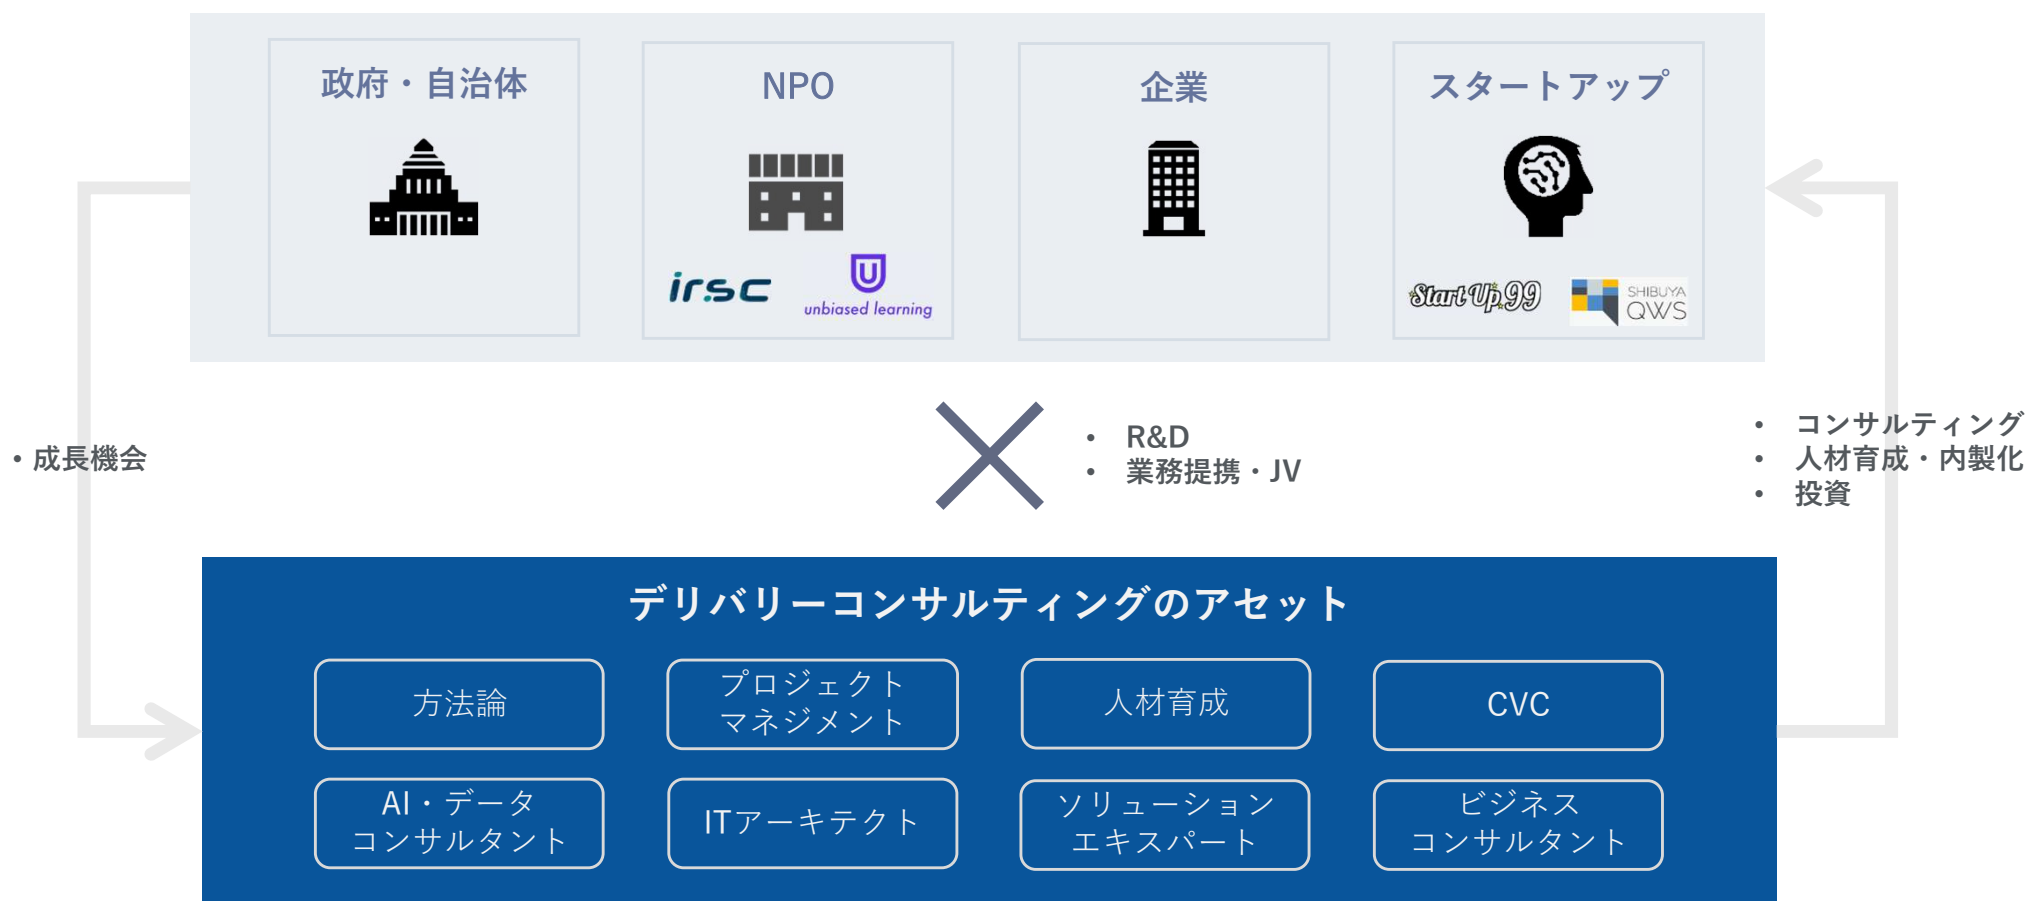 政府・自治体
NPO
企業
スタートアップ
irsc
U
unbiased learning
Start Up 99
SHIBUYA
QWS
・成長機会
• R&D
• 業務提携・JV
• コンサルティング
• 人材育成・内製化
• 投資
デリバリーコンサルティングのアセット
方法論
プロジェクト
マネジメント
人材育成
CVC
AI・データ
コンサルタント
ITアーキテクト
ソリューション
エキスパート
ビジネス
コンサルタント